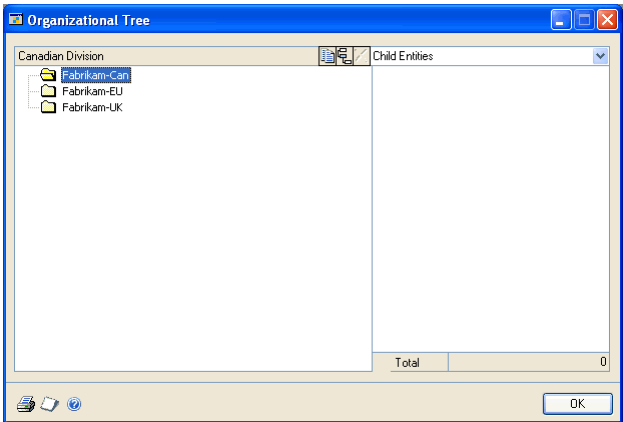 Organizational Tree
Canadian Division
Child Entities
Fabrikam-Can
Fabrikam-EU
Fabrikam-UK
Total 0
OK